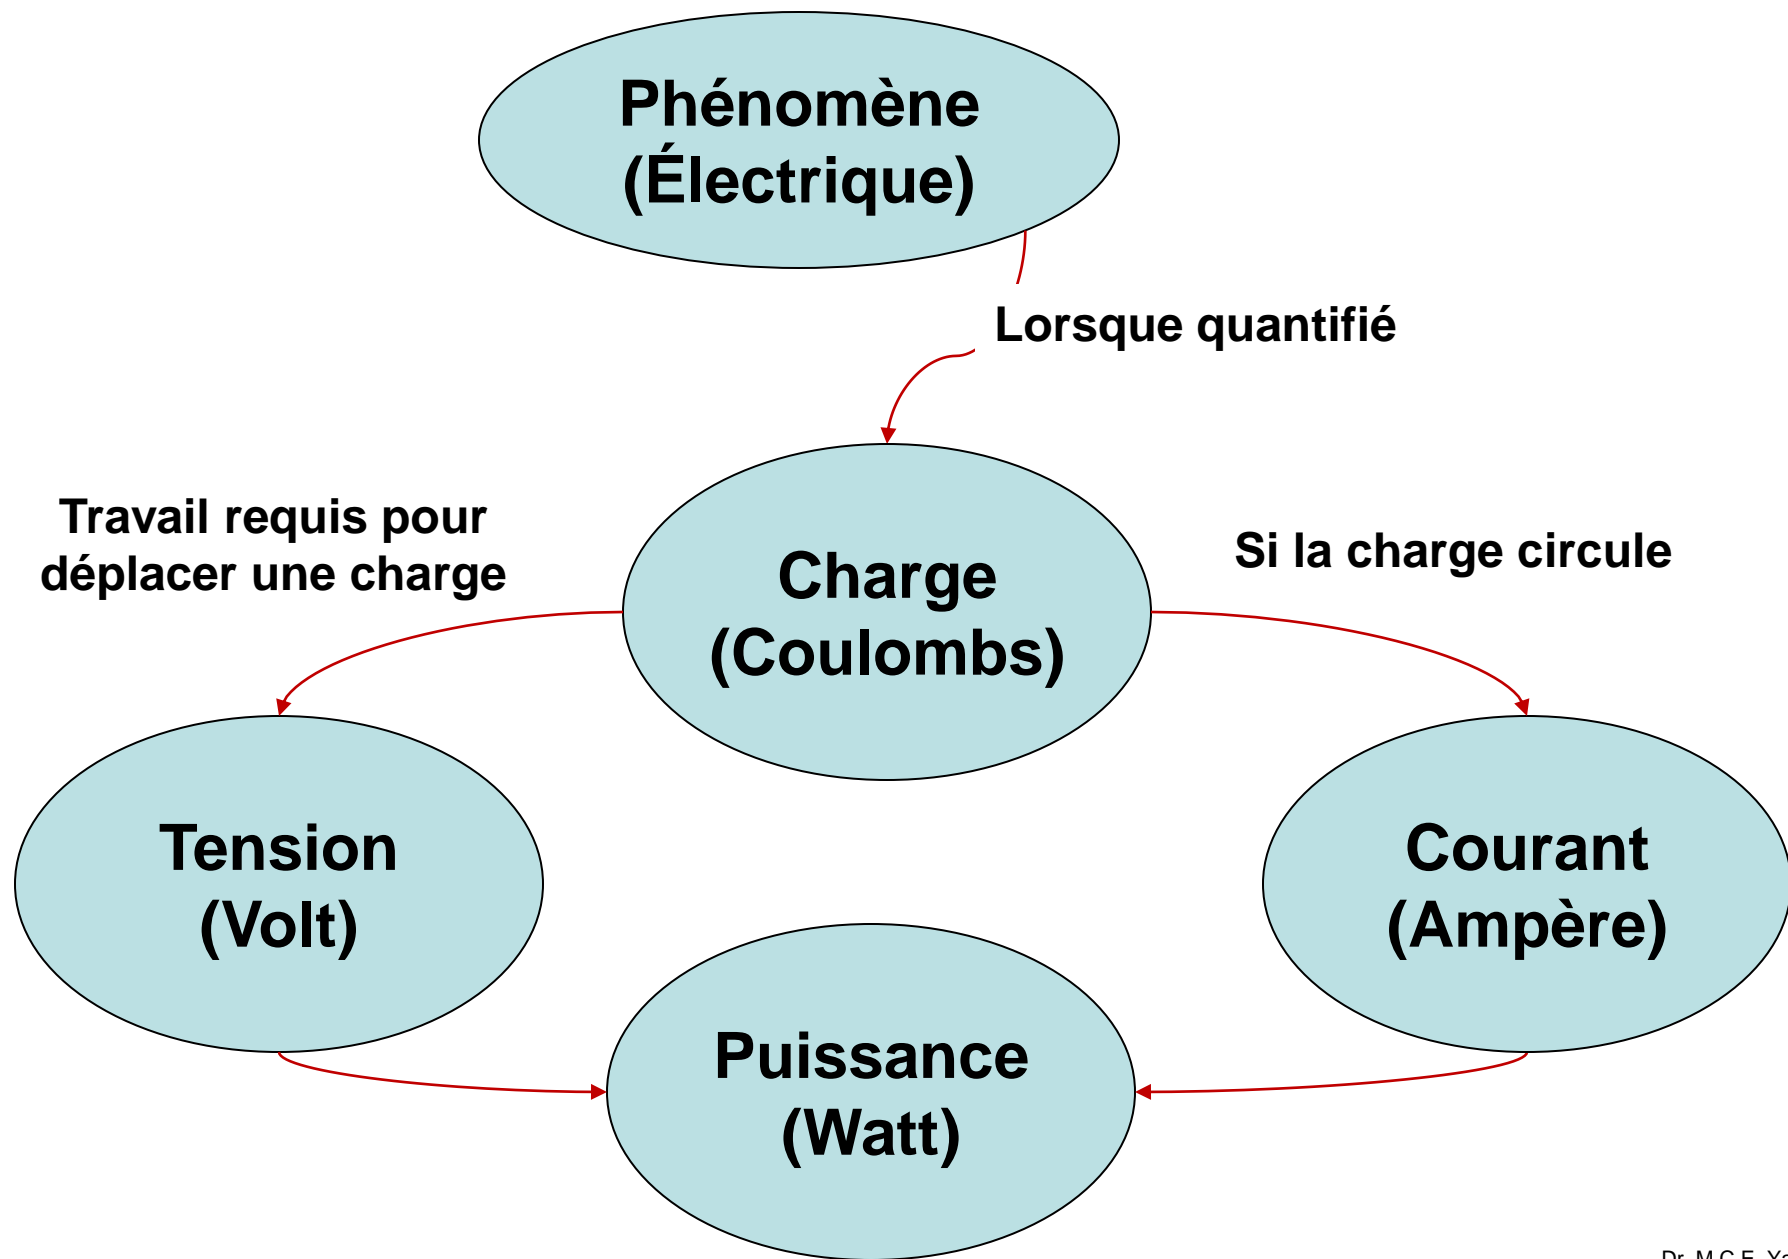 Phénomène
(Électrique)
Lorsque quantifié
Travail requis pour
déplacer une charge
Si la charge circule
Charge
(Coulombs)
Tension
(Volt)
Courant
(Ampère)
Puissance
(Watt)
Dr. M.C.E.